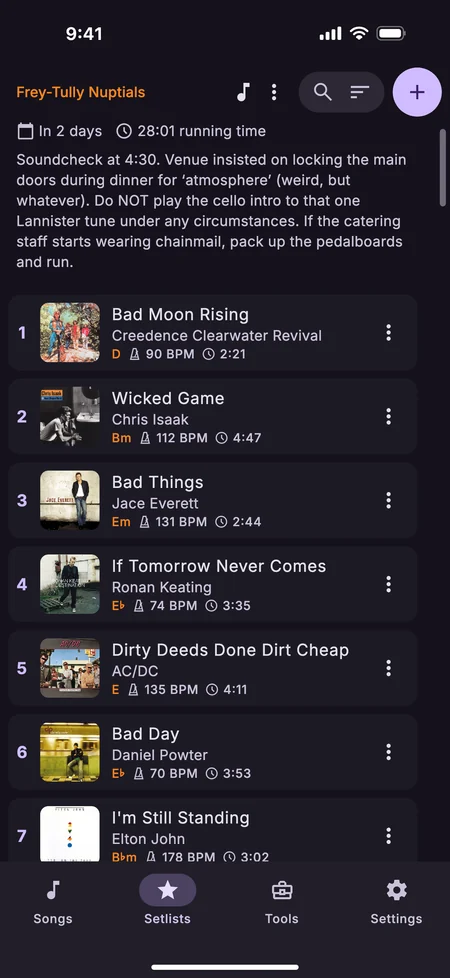 9:41
Frey-Tully Nuptials
In 2 days 28:01 running time
Soundcheck at 4:30. Venue insisted on locking the main
doors during dinner for ‘atmosphere’ (weird, but
whatever). Do NOT play the cello intro to that one
Lannister tune under any circumstances. If the catering
staff starts wearing chainmail, pack up the pedalboards
and run.
1
Bad Moon Rising
Creedence Clearwater Revival
D 90 BPM 2:21
2
Wicked Game
Chris Isaak
Bm 112 BPM 4:47
3
JACE EVERETT
Bad Things
Jace Everett
Em 131 BPM 2:44
4
If Tomorrow Never Comes
Ronan Keating
E♭ 74 BPM 3:35
5
Dirty Deeds Done Dirt Cheap
AC/DC
E 135 BPM 4:11
6
Bad Day
Daniel Powter
E♭ 70 BPM 3:53
7
I'm Still Standing
Elton John
B♭m 178 BPM 3:02
Songs
Setlists
Tools
Settings